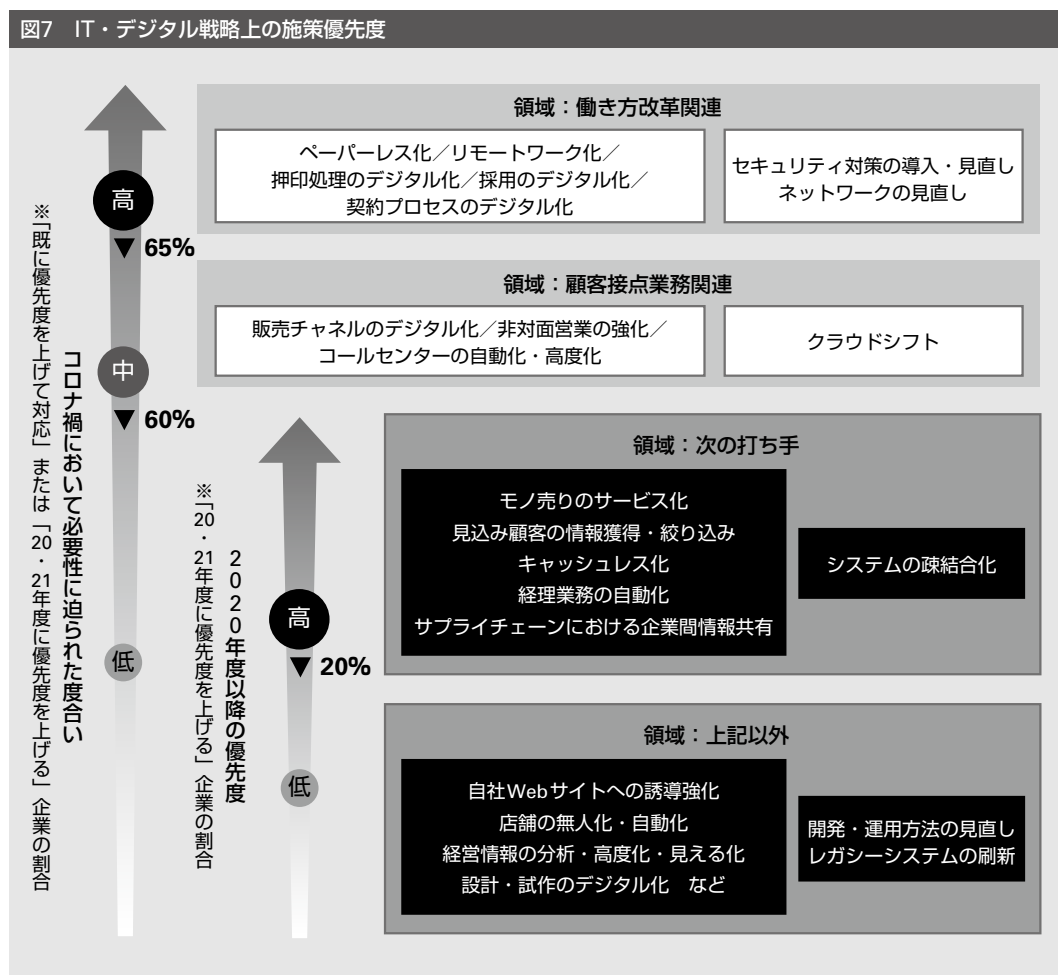 図7 IT・デジタル戦略上の施策優先度
高
▼ 65%
中
▼ 60%
低
コロナ禍において必要性に迫られた度合い
※「既に優先度を上げて対応」または「20・21年度に優先度を上げる」企業の割合
領域：働き方改革関連
ペーパーレス化／リモートワーク化／
押印処理のデジタル化／採用のデジタル化／
契約プロセスのデジタル化
セキュリティ対策の導入・見直し
ネットワークの見直し
領域：顧客接点業務関連
販売チャネルのデジタル化／非対面営業の強化／
コールセンターの自動化・高度化
クラウドシフト
高
▼ 20%
低
2020年度以降の優先度
※「20・21年度に優先度を上げる」企業の割合
領域：次の打ち手
モノ売りのサービス化
見込み顧客の情報獲得・絞り込み
キャッシュレス化
経理業務の自動化
サプライチェーンにおける企業間情報共有
システムの疎結合化
領域：上記以外
自社Webサイトへの誘導強化
店舗の無人化・自動化
経営情報の分析・高度化・見える化
設計・試作のデジタル化 など
開発・運用方法の見直し
レガシーシステムの刷新